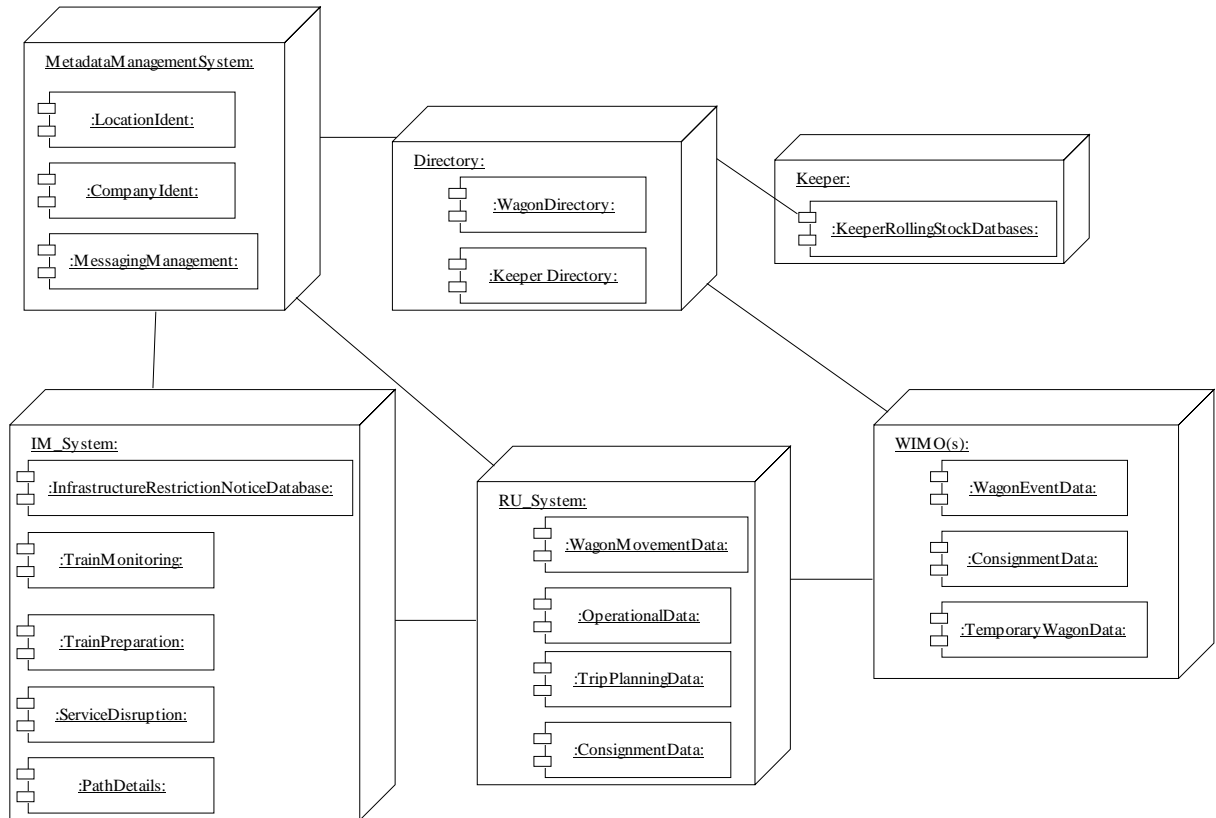 MetadataManagementSystem:
:LocationIdent:
:CompanyIdent:
:MessagingManagement:
Directory:
:WagonDirectory:
:Keeper Directory:
Keeper:
:KeeperRollingStockDatbases:
IM_System:
:InfrastructureRestrictionNoticeDatabase:
:TrainMonitoring:
:TrainPreparation:
:ServiceDisruption:
:PathDetails:
RU_System:
:WagonMovementData:
:OperationalData:
:TripPlanningData:
:ConsignmentData:
WIMO(s):
:WagonEventData:
:ConsignmentData:
:TemporaryWagonData: